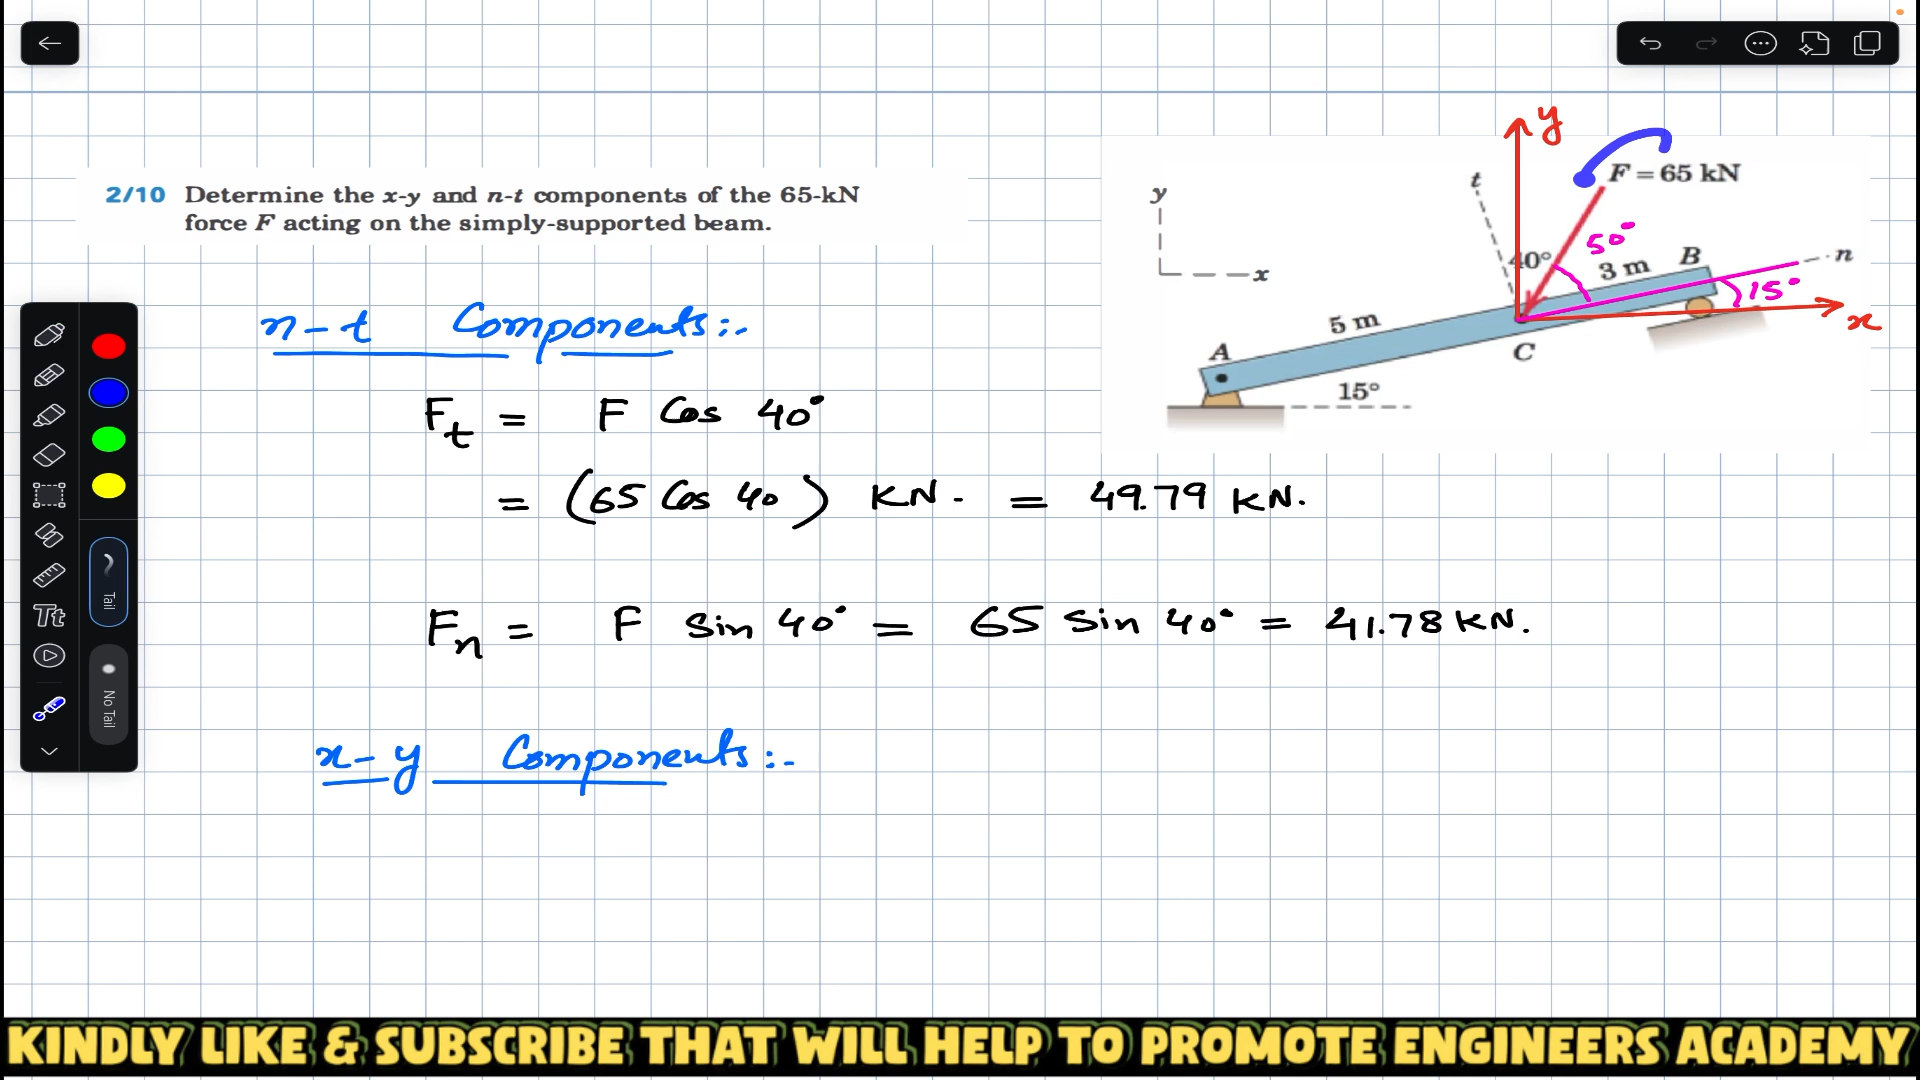 2/10 Determine the x-y and n-t components of the 65-kN
force F acting on the simply-supported beam.
y
x
y
t
F = 65 kN
40°
50°
3 m
B
n
15°
x
5 m
A
C
15°
n-t Components:-
Ft = F Cos 40°
= (65 Cos 40) KN. = 49.79 KN.
Fn = F Sin 40° = 65 Sin 40° = 41.78 KN.
x-y Components:-
Tt
Tail
No Tail
KINDLY LIKE & SUBSCRIBE THAT WILL HELP TO PROMOTE ENGINEERS ACADEMY